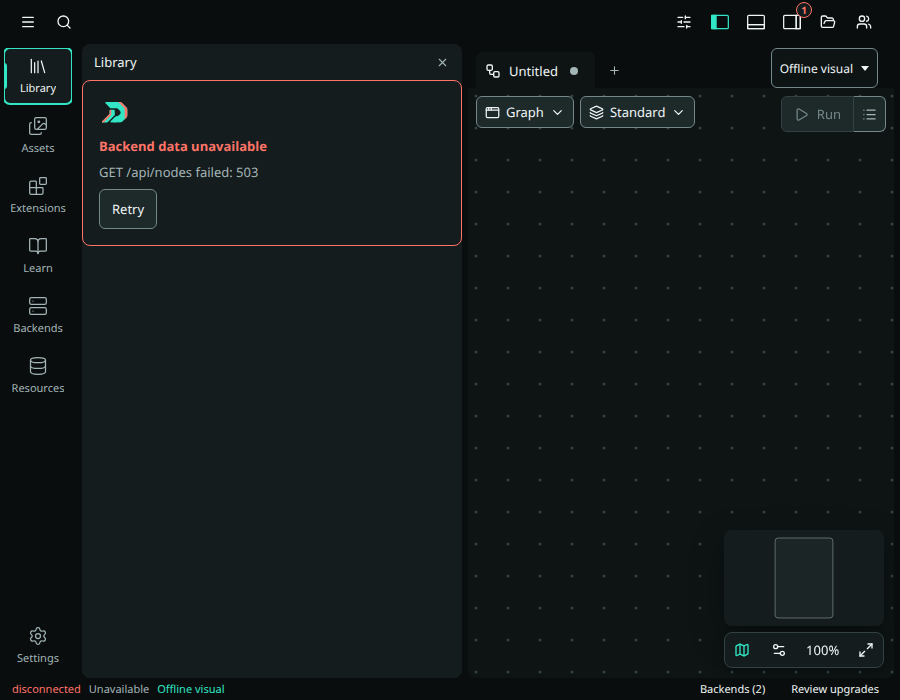 1
Library
Assets
Extensions
Learn
Backends
Resources
Settings
Library
Backend data unavailable
GET /api/nodes failed: 503
Retry
Untitled
Offline visual
Graph
Standard
Run
100%
disconnected Unavailable Offline visual
Backends (2) Review upgrades